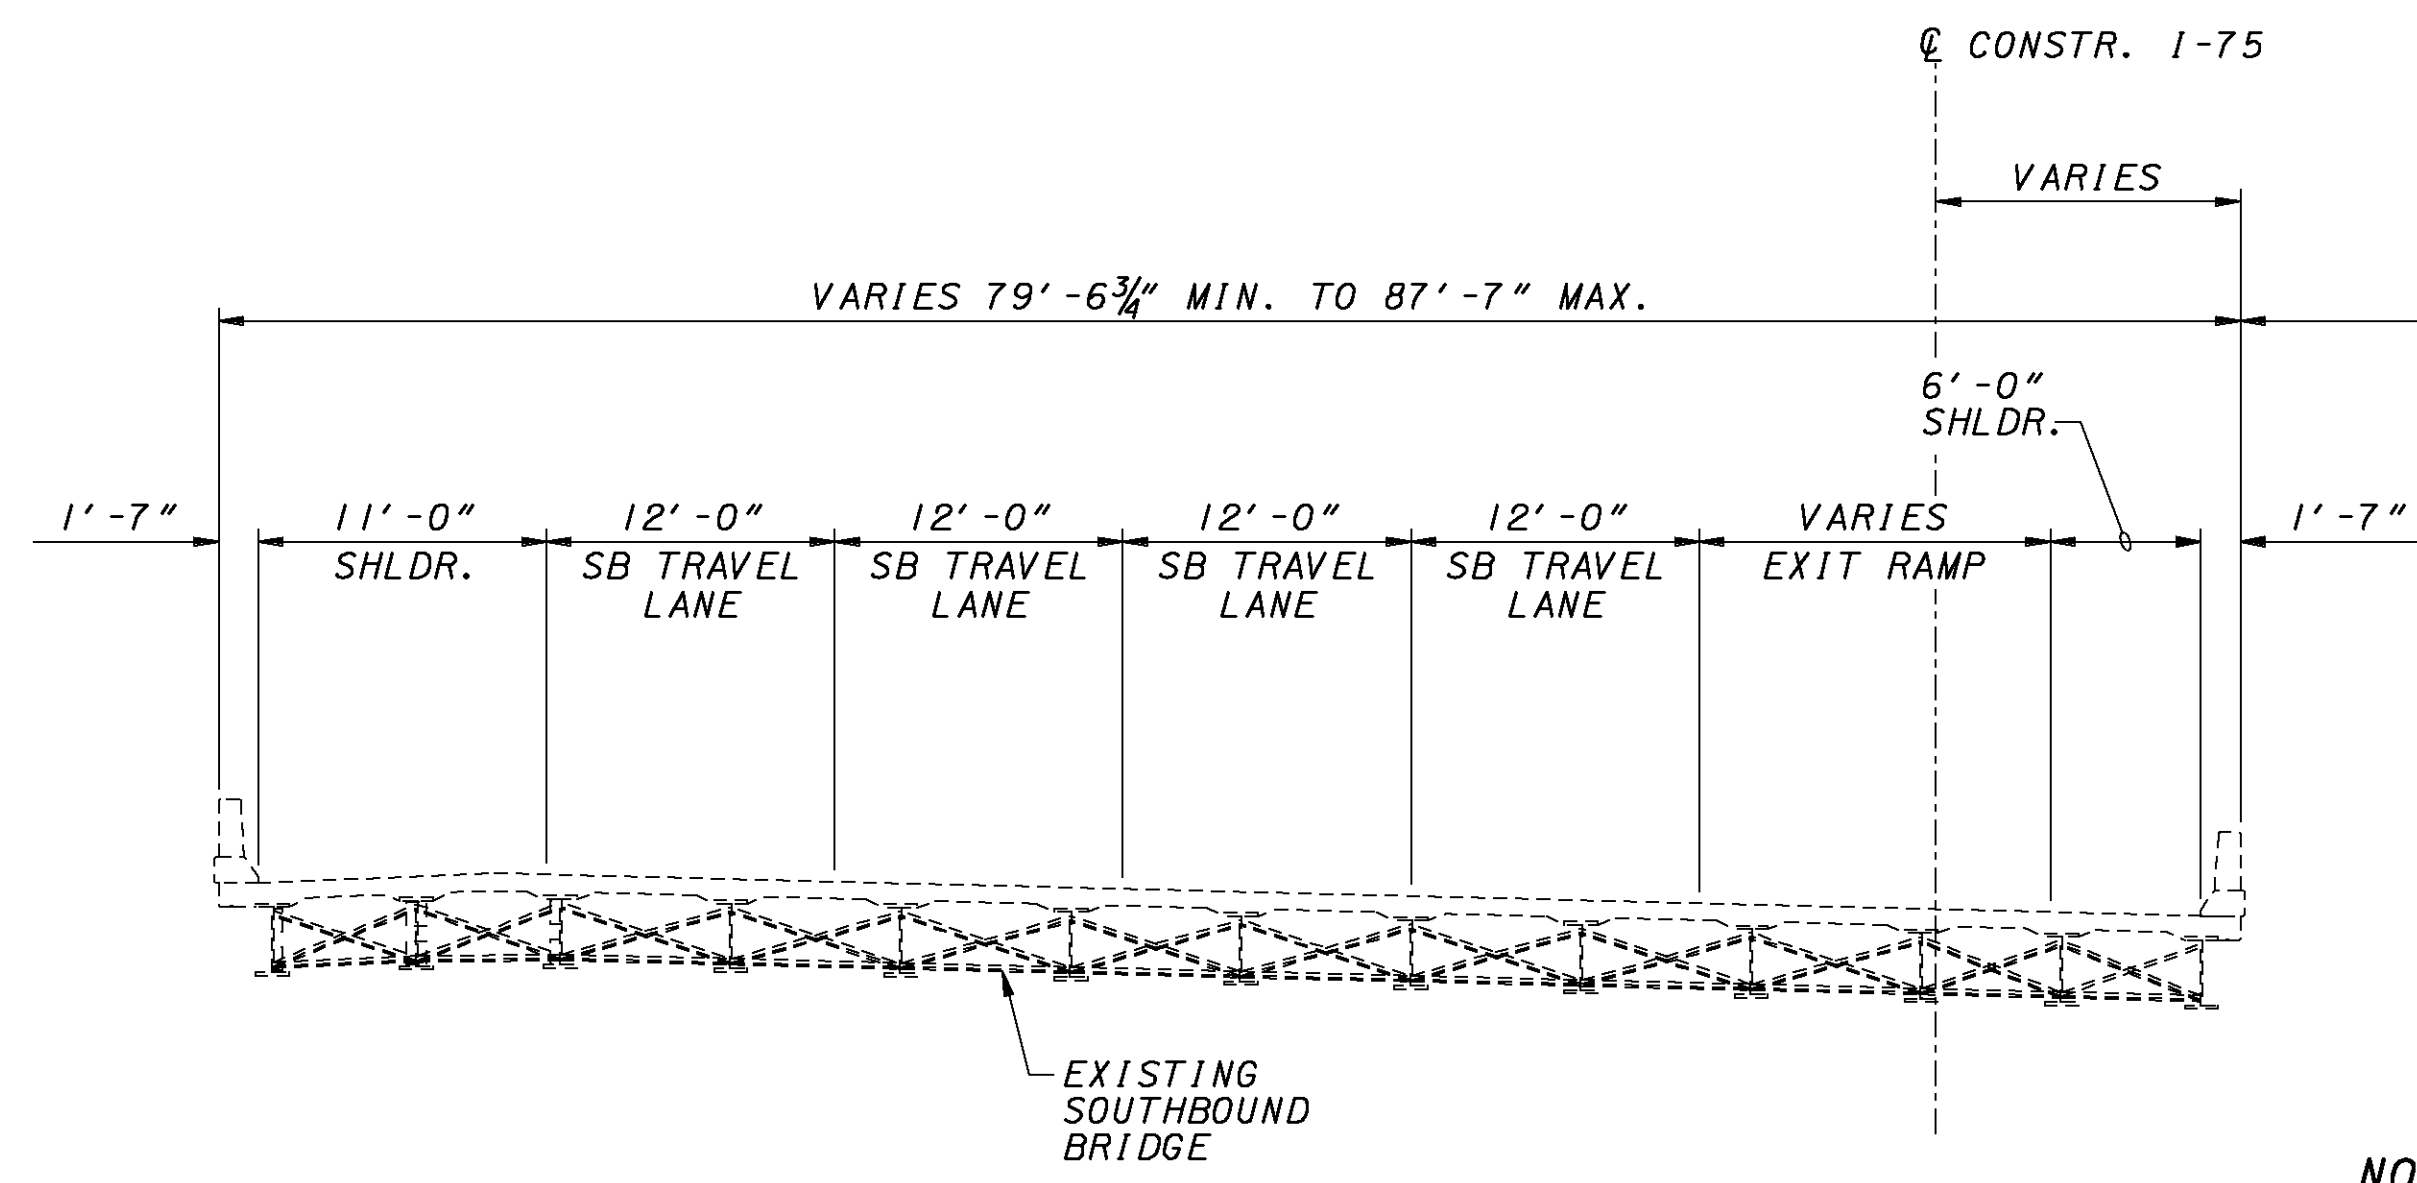 ℄ CONSTR. I-75
VARIES
VARIES 79'-6¾" MIN. TO 87'-7" MAX.
6'-0"
SHLDR.
1'-7" 11'-0" 12'-0" 12'-0" 12'-0" 12'-0" VARIES 1'-7"
SHLDR. SB TRAVEL SB TRAVEL SB TRAVEL SB TRAVEL EXIT RAMP
LANE LANE LANE LANE
EXISTING
SOUTHBOUND
BRIDGE
NO